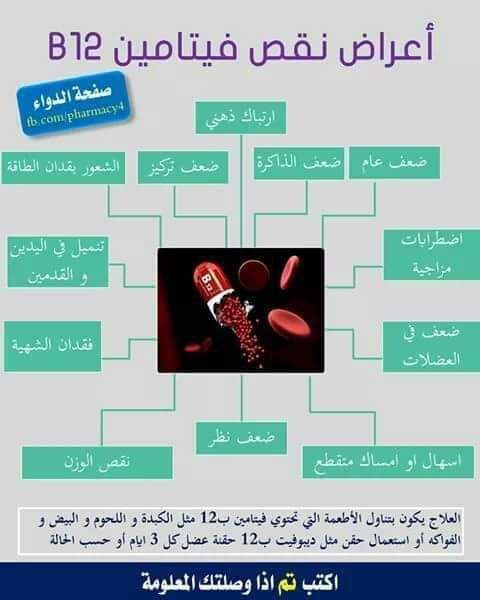 أعراض نقص فيتامين B12
صفحة الدواء
fb.com/pharmacy4
ارتباك ذهني
ضعف عام
ضعف الذاكرة
ضعف تركيز
الشعور بفقدان الطاقة
اضطرابات
مزاجية
تنميل في اليدين
و القدمين
B
12
ضعف في
العضلات
فقدان الشهية
ضعف نظر
اسهال او امساك متقطع
نقص الوزن
العلاج يكون بتناول الأطعمة التي تحتوي فيتامين ب12 مثل الكبدة و اللحوم و البيض و
الفواكه أو استعمال حقن مثل ديبوفيت ب12 حقنة عضل كل 3 ايام أو حسب الحالة
اكتب تم اذا وصلتك المعلومة